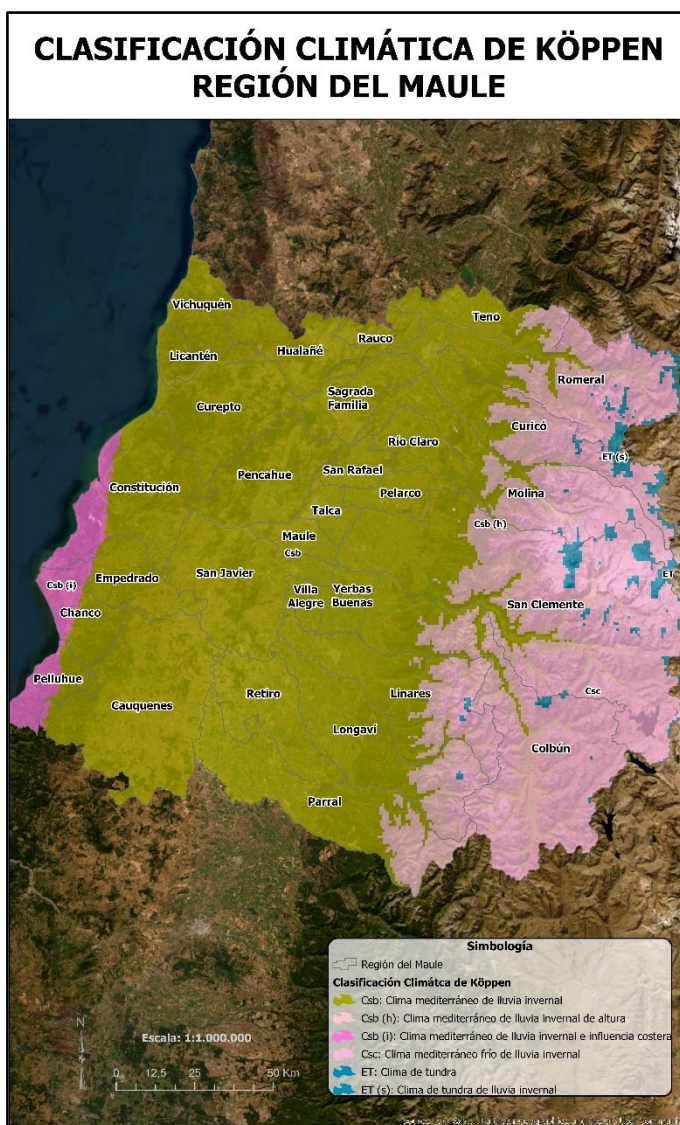 CLASIFICACIÓN CLIMÁTICA DE KÖPPEN
REGIÓN DEL MAULE
Vichuquén
Teno
Rauco
Hualañé
Licantén
Romeral
Sagrada
Familia
Curepto
Curicó
Río Claro
ET (s)
San Rafael
Pencahue
Constitución
Pelarco
Molina
Talca
Csb (h)
Maule
Csb
San Javier
Empedrado
ET
Csb (i)
Villa
Alegre
Yerbas
Buenas
San Clemente
Chanco
Pelluhue
Cauquenes
Retiro
Linares
Csc
Longaví
Colbún
Parral
Simbología
Región del Maule
Clasificación Climátca de Köppen
Csb: Clima mediterráneo de lluvia invernal
Csb (h): Clima mediterráneo de lluvia invernal de altura
Csb (i): Clima mediterráneo de lluvia invernal e influencia costera
Csc: Clima mediterráneo frío de lluvia invernal
ET: Clima de tundra
ET (s): Clima de tundra de lluvia invernal
N
Escala: 1:1.000.000
0 12,5 25 50 Km